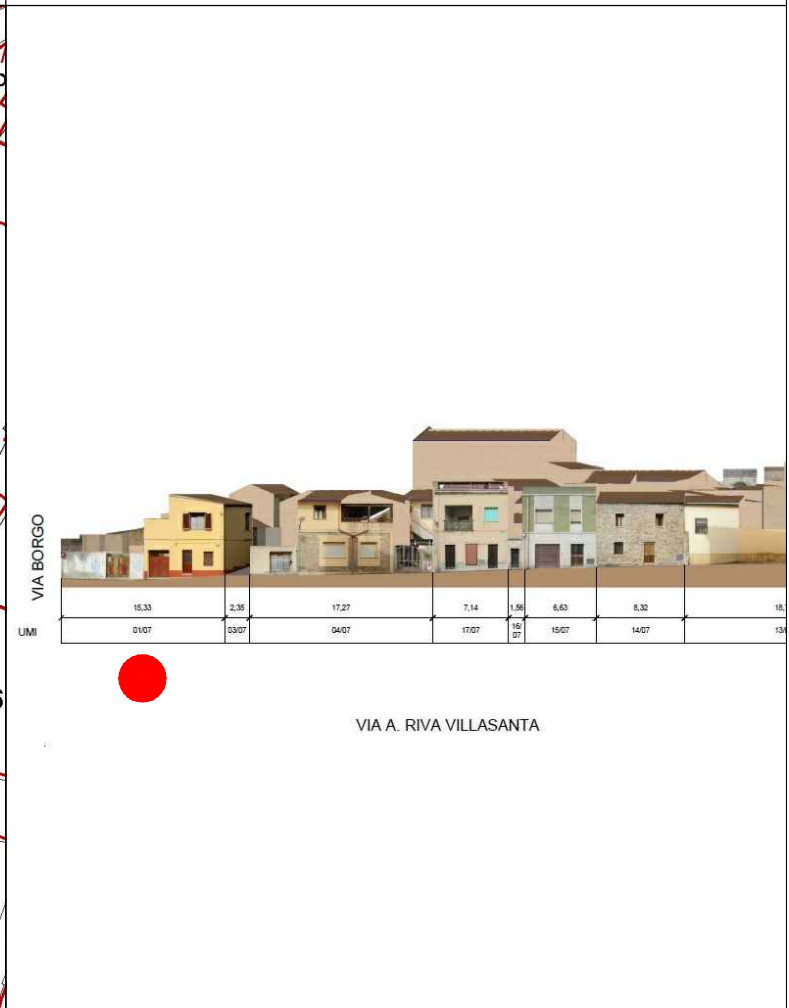 VIA BORGO
15,33 2,35 17,27 7,14 1,56 6,63 8,32
UMI 01/07 03/07 04/07 17/07 16/07 15/07 14/07
VIA A. RIVA VILLASANTA